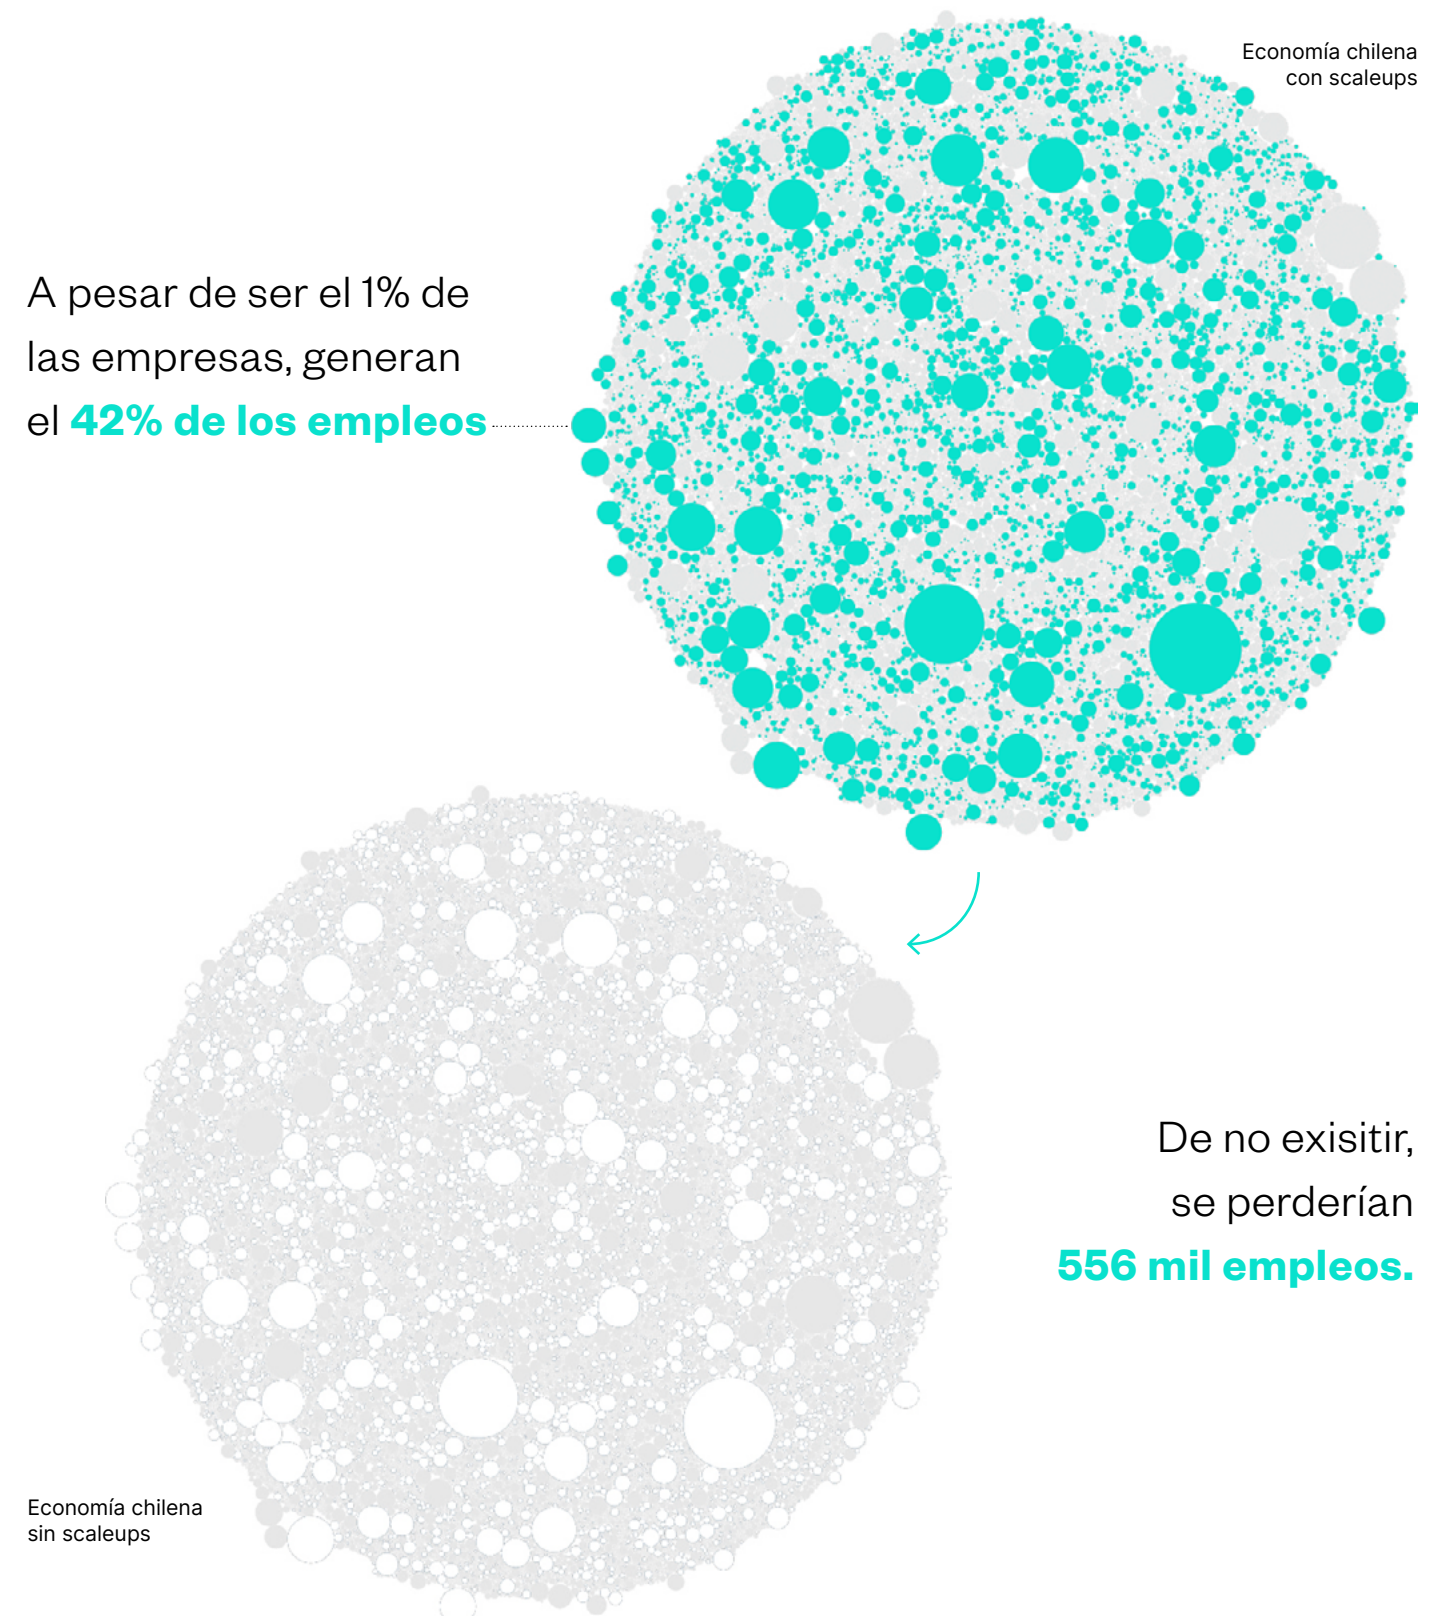 Economía chilena
con scaleups
A pesar de ser el 1% de
las empresas, generan
el 42% de los empleos
De no exisitir,
se perderían
556 mil empleos.
Economía chilena
sin scaleups